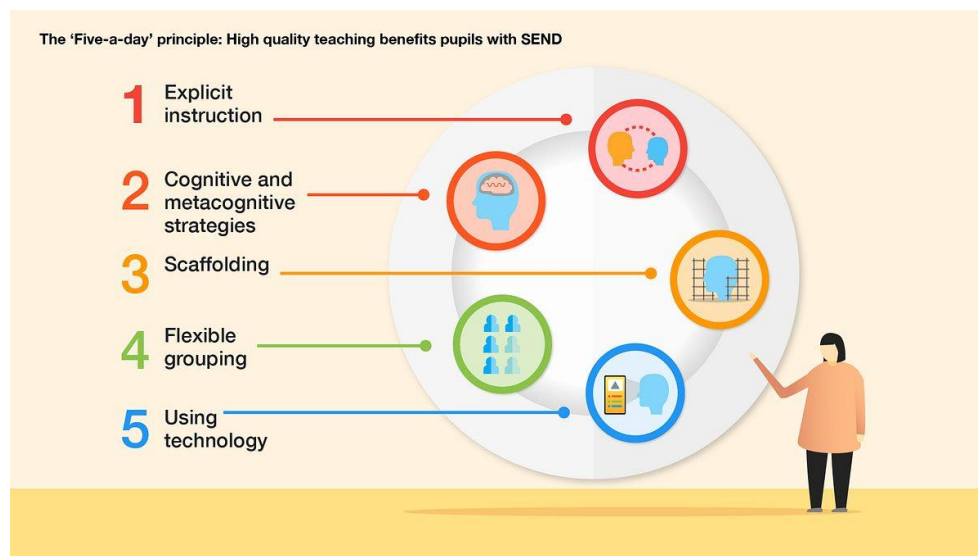 The ‘Five-a-day’ principle: High quality teaching benefits pupils with SEND
1 Explicit
instruction
2 Cognitive and
metacognitive
strategies
3 Scaffolding
4 Flexible
grouping
5 Using
technology